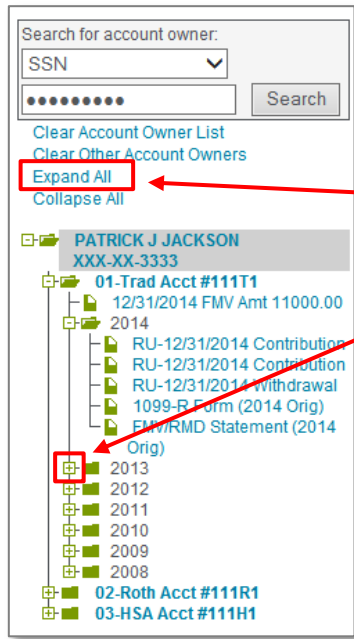 Search for account owner:
SSN
Search
Clear Account Owner List
Clear Other Account Owners
Expand All
Collapse All
PATRICK J JACKSON
XXX-XX-3333
01-Trad Acct #111T1
12/31/2014 FMV Amt 11000.00
2014
RU-12/31/2014 Contribution
RU-12/31/2014 Contribution
RU-12/31/2014 Withdrawal
1099-R Form (2014 Orig)
FMV/RMD Statement (2014
Orig)
2013
2012
2011
2010
2009
2008
02-Roth Acct #111R1
03-HSA Acct #111H1